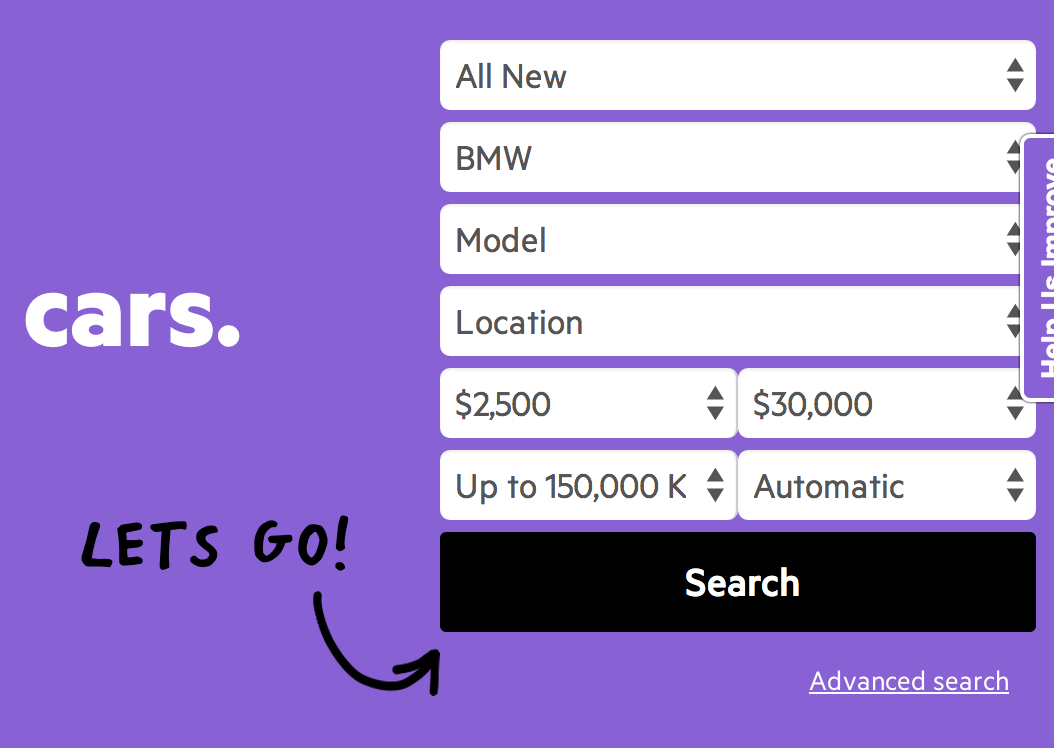 All New
BMW
Model
Location
cars.
$2,500
$30,000
Up to 150,000 K
Automatic
LETS GO!
Search
Advanced search
Help Us Improve